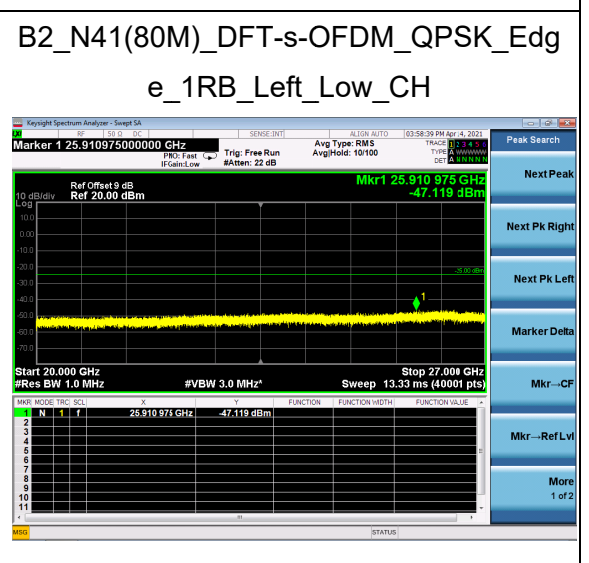 B2_N41(80M)_DFT-s-OFDM_QPSK_Edg
e_1RB_Left_Low_CH
Keysight Spectrum Analyzer - Swept SA
RF 50 Ω DC SENSE:INT ALIGN AUTO 03:58:39 PM Apr 4, 2021
Marker 1 25.910975000000 GHz
PNO: Fast
IFGain:Low
Trig: Free Run
#Atten: 22 dB
Avg Type: RMS
Avg|Hold: 10/100
TRACE 1 2 3 4 5 6
TYPE A WWWWW
DET A N N N N N
Peak Search
Ref Offset 9 dB
10 dB/div Ref 20.00 dBm
Log
Mkr1 25.910 975 GHz
-47.119 dBm
10.0
0.00
-10.0
-20.0
-25.00 dBm
-30.0
-40.0
1
-50.0
-60.0
-70.0
Start 20.000 GHz
#Res BW 1.0 MHz
#VBW 3.0 MHz*
Stop 27.000 GHz
Sweep 13.33 ms (40001 pts)
MKR MODE TRC SCL X Y FUNCTION FUNCTION WIDTH FUNCTION VALUE
1 N 1 f 25.910 975 GHz -47.119 dBm
2
3
4
5
6
7
8
9
10
11
MSG STATUS
Next Peak
Next Pk Right
Next Pk Left
Marker Delta
Mkr→CF
Mkr→Ref Lvl
More
1 of 2